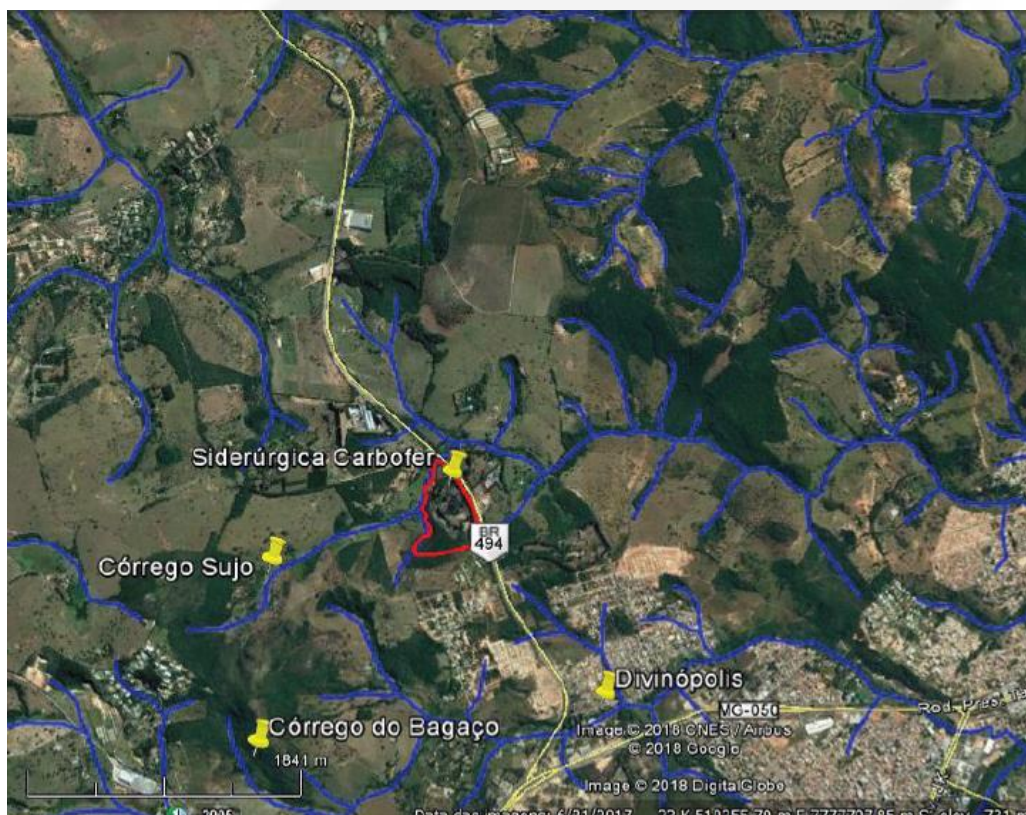 Siderúrgica Carbofer
BR
494
Córrego Sujo
Divinópolis
MG-050
Rod. Pres.
Córrego do Bagaço
Image © 2018 CNES / Airbus
© 2018 Google
1841 m
Image © 2018 DigitalGlobe